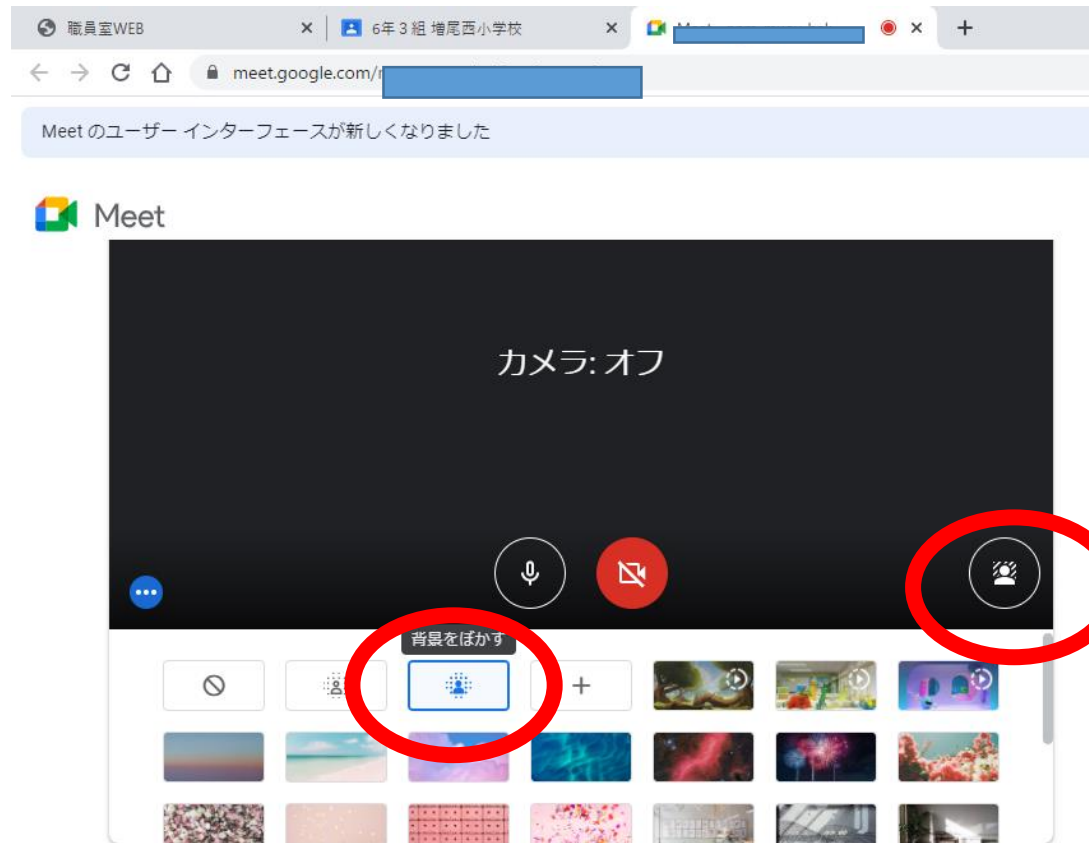 職員室WEB
6年3組 増尾西小学校
meet.google.com/
Meet のユーザー インターフェースが新しくなりました
Meet
カメラ: オフ
背景をぼかす